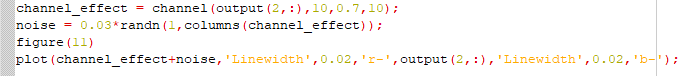 channel_effect = channel(output(2,:),10,0.7,10);
noise = 0.03*randn(1,columns(channel_effect));
figure(11)
plot(channel_effect+noise,'Linewidth',0.02,'r-',output(2,:),'Linewidth',0.02,'b-');